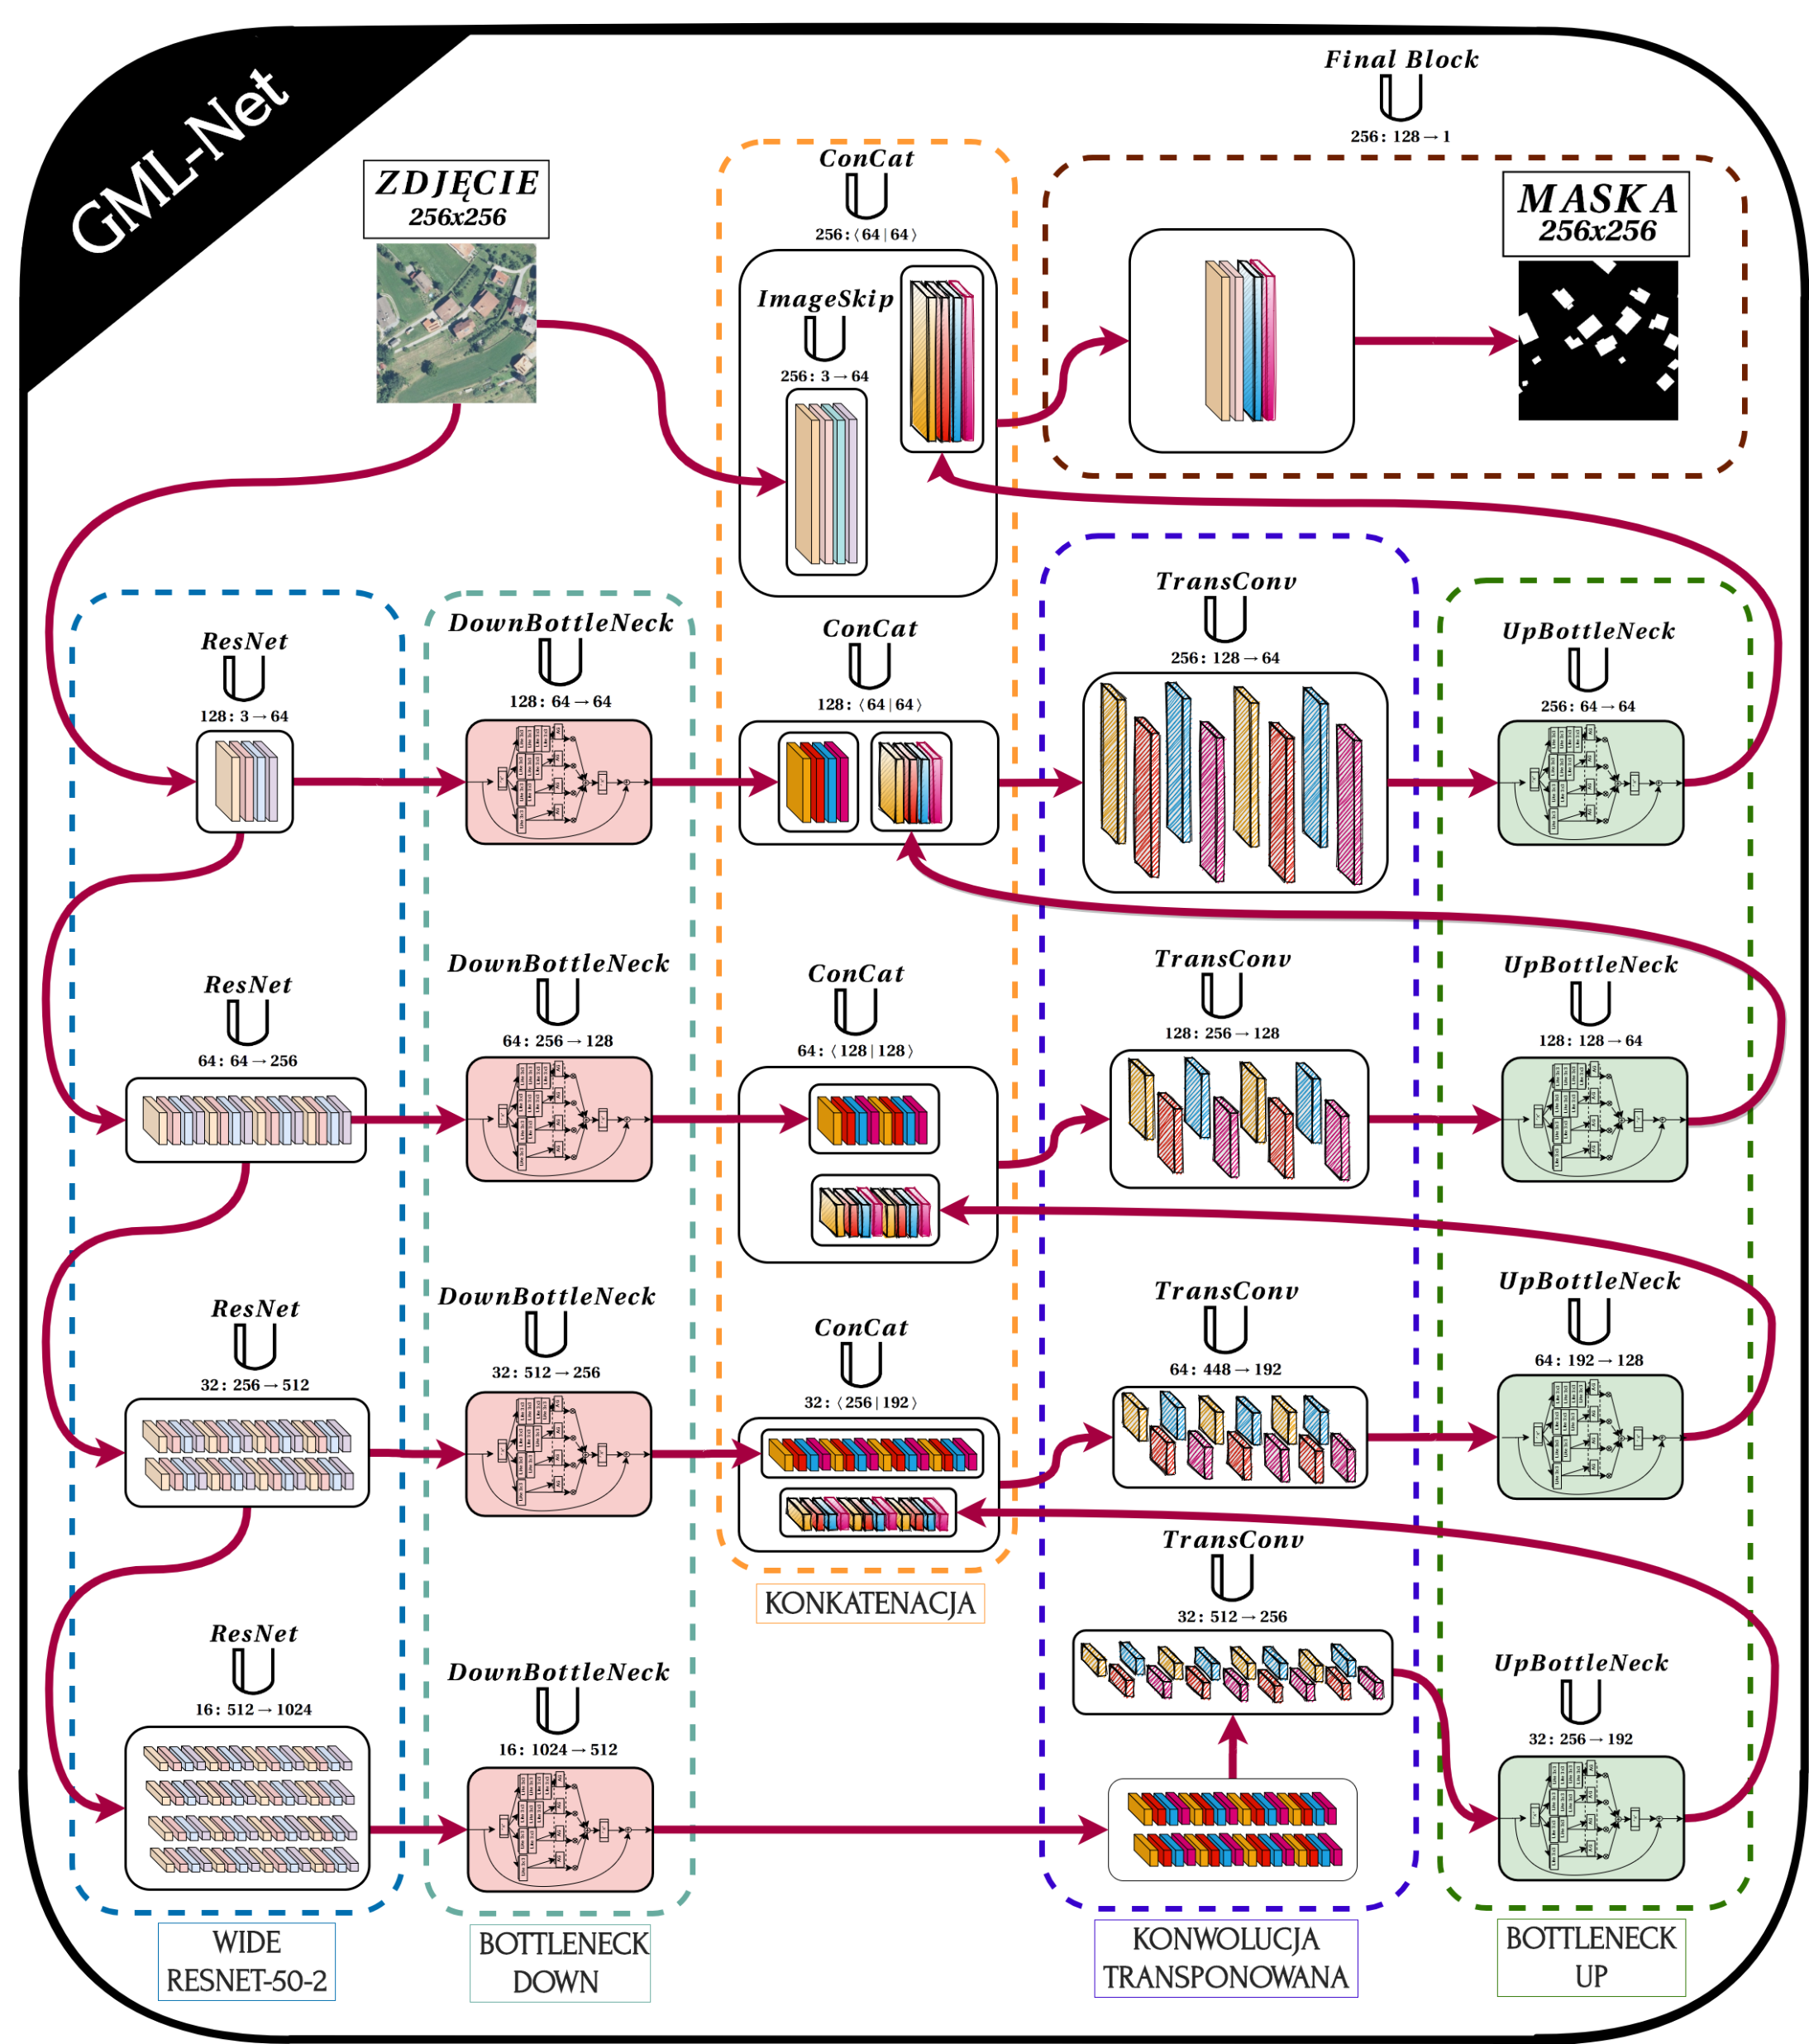 GML-Net
Final Block
256: 128→1
ZDJĘCIE
256x256
ConCat
256:⟨64|64⟩
MASKA
256x256
ImageSkip
256: 3→64
ResNet
128: 3→64
DownBottleNeck
128: 64→64
ConCat
128:⟨64|64⟩
TransConv
256: 128→64
UpBottleNeck
256: 64→64
ResNet
64: 64→256
DownBottleNeck
64: 256→128
ConCat
64:⟨128|128⟩
TransConv
128: 256→128
UpBottleNeck
128: 128→64
ResNet
32: 256→512
DownBottleNeck
32: 512→256
ConCat
32:⟨256|192⟩
TransConv
64: 448→192
UpBottleNeck
64: 192→128
KONKATENACJA
ResNet
16: 512→1024
DownBottleNeck
16: 1024→512
TransConv
32: 512→256
UpBottleNeck
32: 256→192
WIDE
RESNET-50-2
BOTTLENECK
DOWN
KONWOLUCJA
TRANSPONOWANA
BOTTLENECK
UP